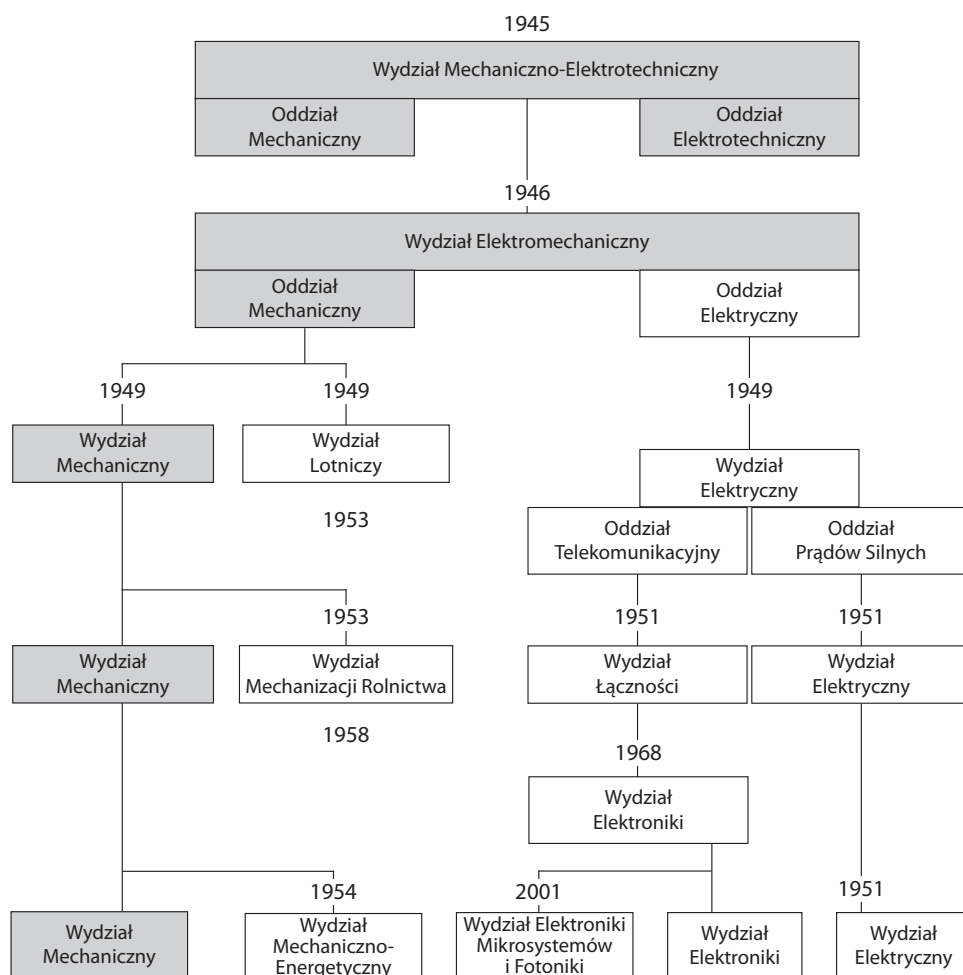 1945
Wydział Mechaniczno-Elektrotechniczny
Oddział
Mechaniczny
Oddział
Elektrotechniczny
1946
Wydział Elektromechaniczny
Oddział
Mechaniczny
Oddział
Elektryczny
1949
1949
1949
Wydział
Mechaniczny
Wydział
Lotniczy
Wydział
Elektryczny
1953
Oddział
Telekomunikacyjny
Oddział
Prądów Silnych
1953
1951
1951
Wydział
Mechaniczny
Wydział
Mechanizacji Rolnictwa
Wydział
Łączności
Wydział
Elektryczny
1958
1968
Wydział
Elektroniki
1954
2001
1951
Wydział
Mechaniczny
Wydział
Mechaniczno-
Energetyczny
Wydział Elektroniki
Mikrosystemów
i Fotoniki
Wydział
Elektroniki
Wydział
Elektryczny